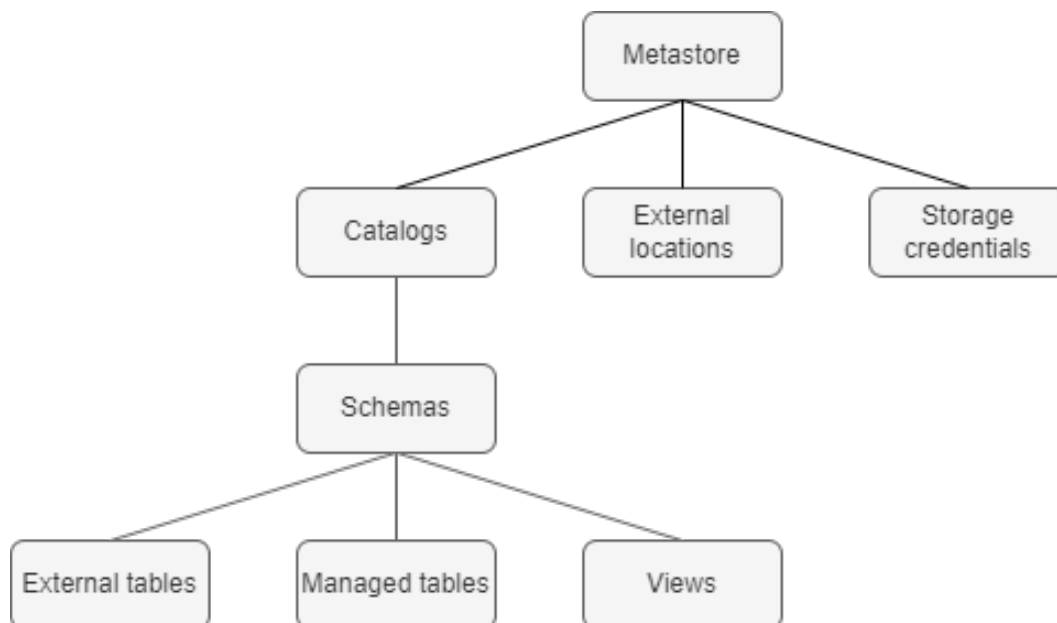 Metastore
Catalogs
External
locations
Storage
credentials
Schemas
External tables
Managed tables
Views